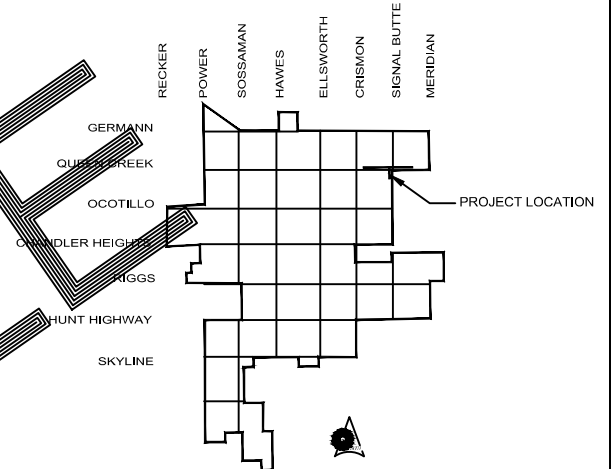 RECKER
POWER
SOSSAMAN
HAWES
ELLSWORTH
CRISMON
SIGNAL BUTTE
MERIDIAN
GERMANN
QUEEN CREEK
OCOTILLO
CHANDLER HEIGHTS
RIGGS
HUNT HIGHWAY
SKYLINE
PROJECT LOCATION